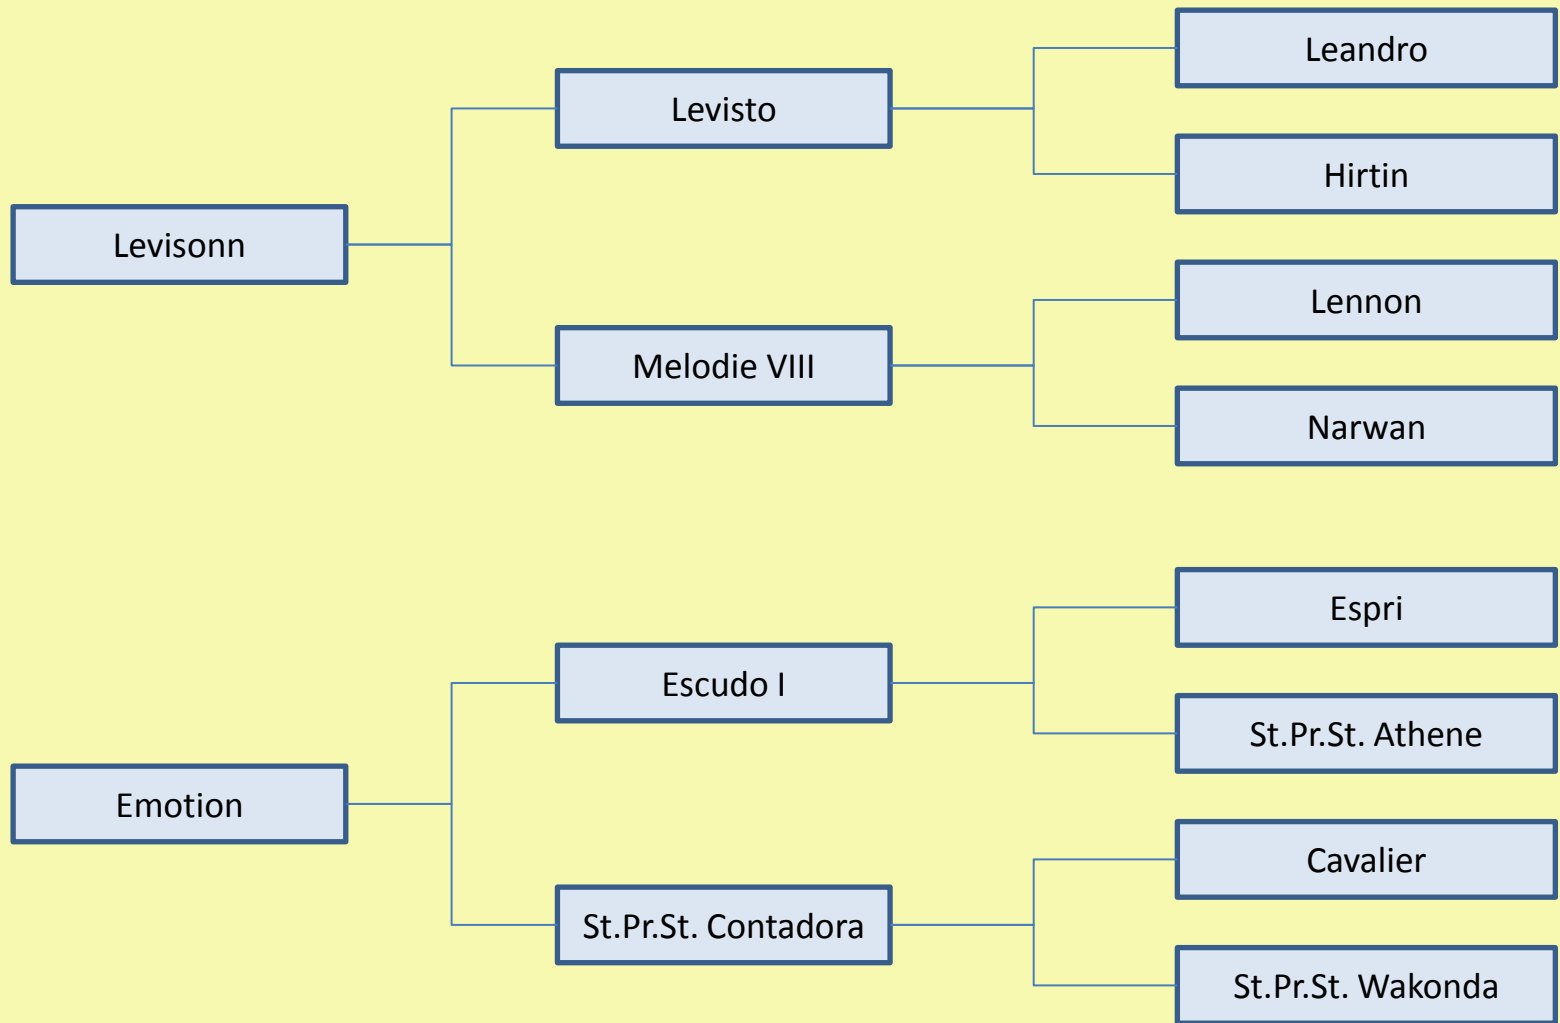 Leandro
Levisto
Hirtin
Levisonn
Lennon
Melodie VIII
Narwan
Espri
Escudo I
St.Pr.St. Athene
Emotion
Cavalier
St.Pr.St. Contadora
St.Pr.St. Wakonda